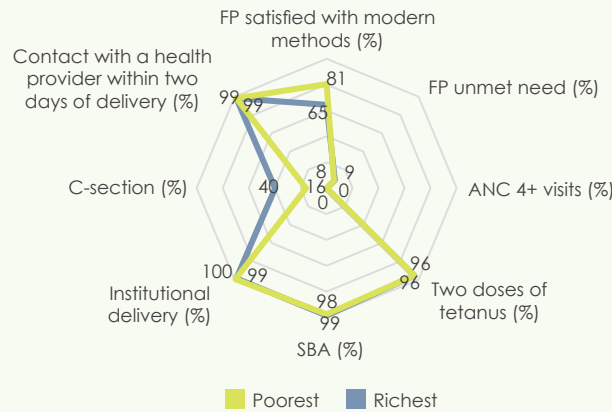 FP satisfied with modern
methods (%)
81
65
FP unmet need (%)
8
9
ANC 4+ visits (%)
0
0
Two doses of
tetanus (%)
96
96
SBA (%)
98
99
Institutional
delivery (%)
100
99
C-section (%)
40
16
Contact with a health
provider within two
days of delivery (%)
99
99
Poorest
Richest